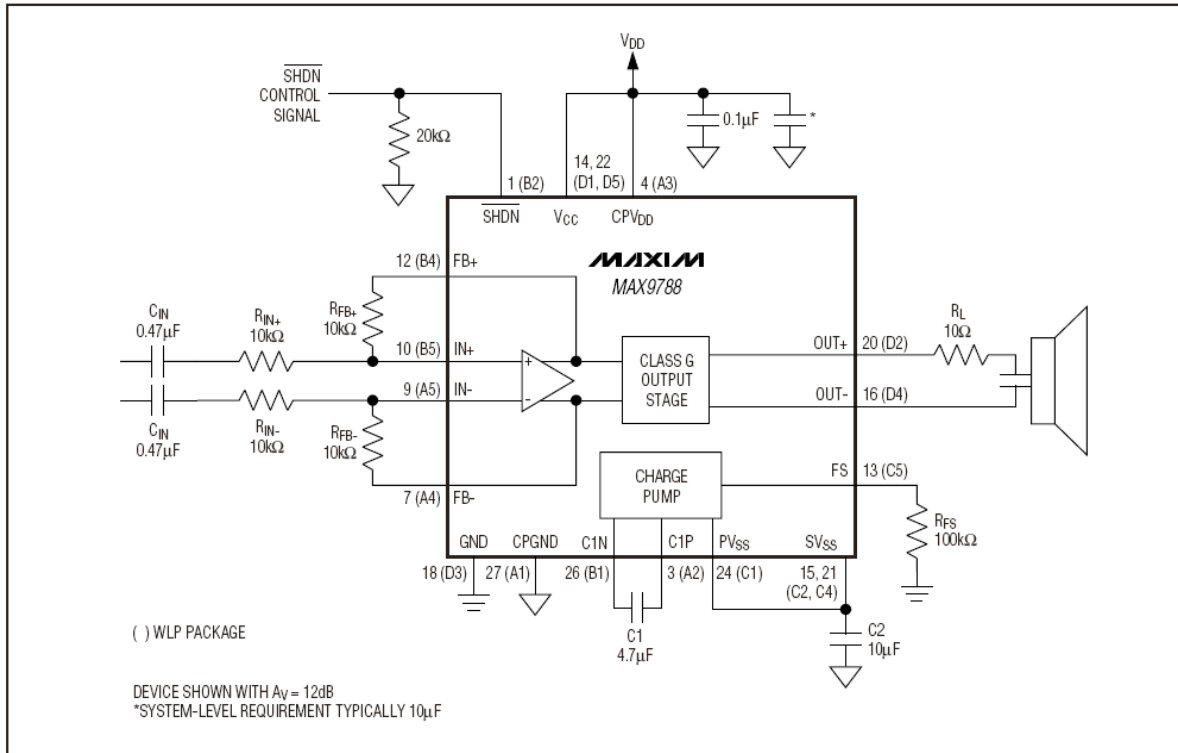 VDD
SHDN
CONTROL
SIGNAL
20kΩ
0.1µF
*
14, 22
(D1, D5)
1 (B2)
4 (A3)
SHDN
VCC
CPVDD
MAXIM
MAX9788
12 (B4)
FB+
CIN
0.47µF
RIN+
10kΩ
RFB+
10kΩ
10 (B5)
IN+
+
9 (A5)
IN-
-
CIN
0.47µF
RIN-
10kΩ
RFB-
10kΩ
7 (A4)
FB-
CLASS G
OUTPUT
STAGE
OUT+
20 (D2)
RL
10Ω
OUT-
16 (D4)
CHARGE
PUMP
FS
13 (C5)
RFS
100kΩ
GND
CPGND
C1N
C1P
PVSS
SVSS
18 (D3)
27 (A1)
26 (B1)
3 (A2)
24 (C1)
15, 21
(C2, C4)
C1
4.7µF
C2
10µF
( ) WLP PACKAGE
DEVICE SHOWN WITH AV = 12dB
*SYSTEM-LEVEL REQUIREMENT TYPICALLY 10µF